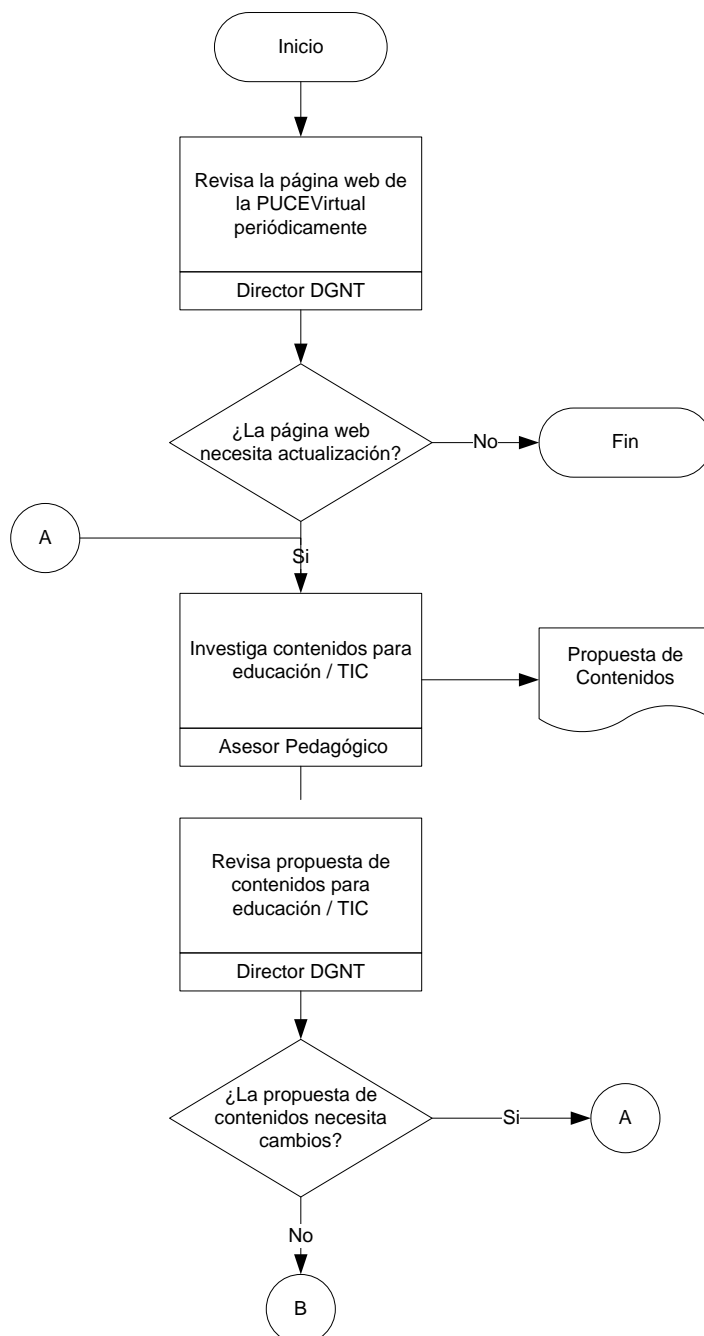 Inicio
Revisa la página web de
la PUCEVirtual
periódicamente
Director DGNT
¿La página web
necesita actualización?
No
Fin
A
Si
Investiga contenidos para
educación / TIC
Asesor Pedagógico
Propuesta de
Contenidos
Revisa propuesta de
contenidos para
educación / TIC
Director DGNT
¿La propuesta de
contenidos necesita
cambios?
Si
A
No
B